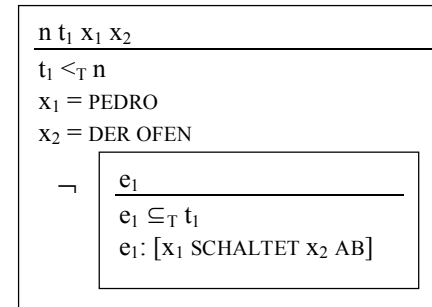 n t₁ x₁ x₂
t₁ <ᴛ n
x₁ = PEDRO
x₂ = DER OFEN
¬ e₁
e₁ ⊆ᴛ t₁
e₁: [x₁ SCHALTET x₂ AB]